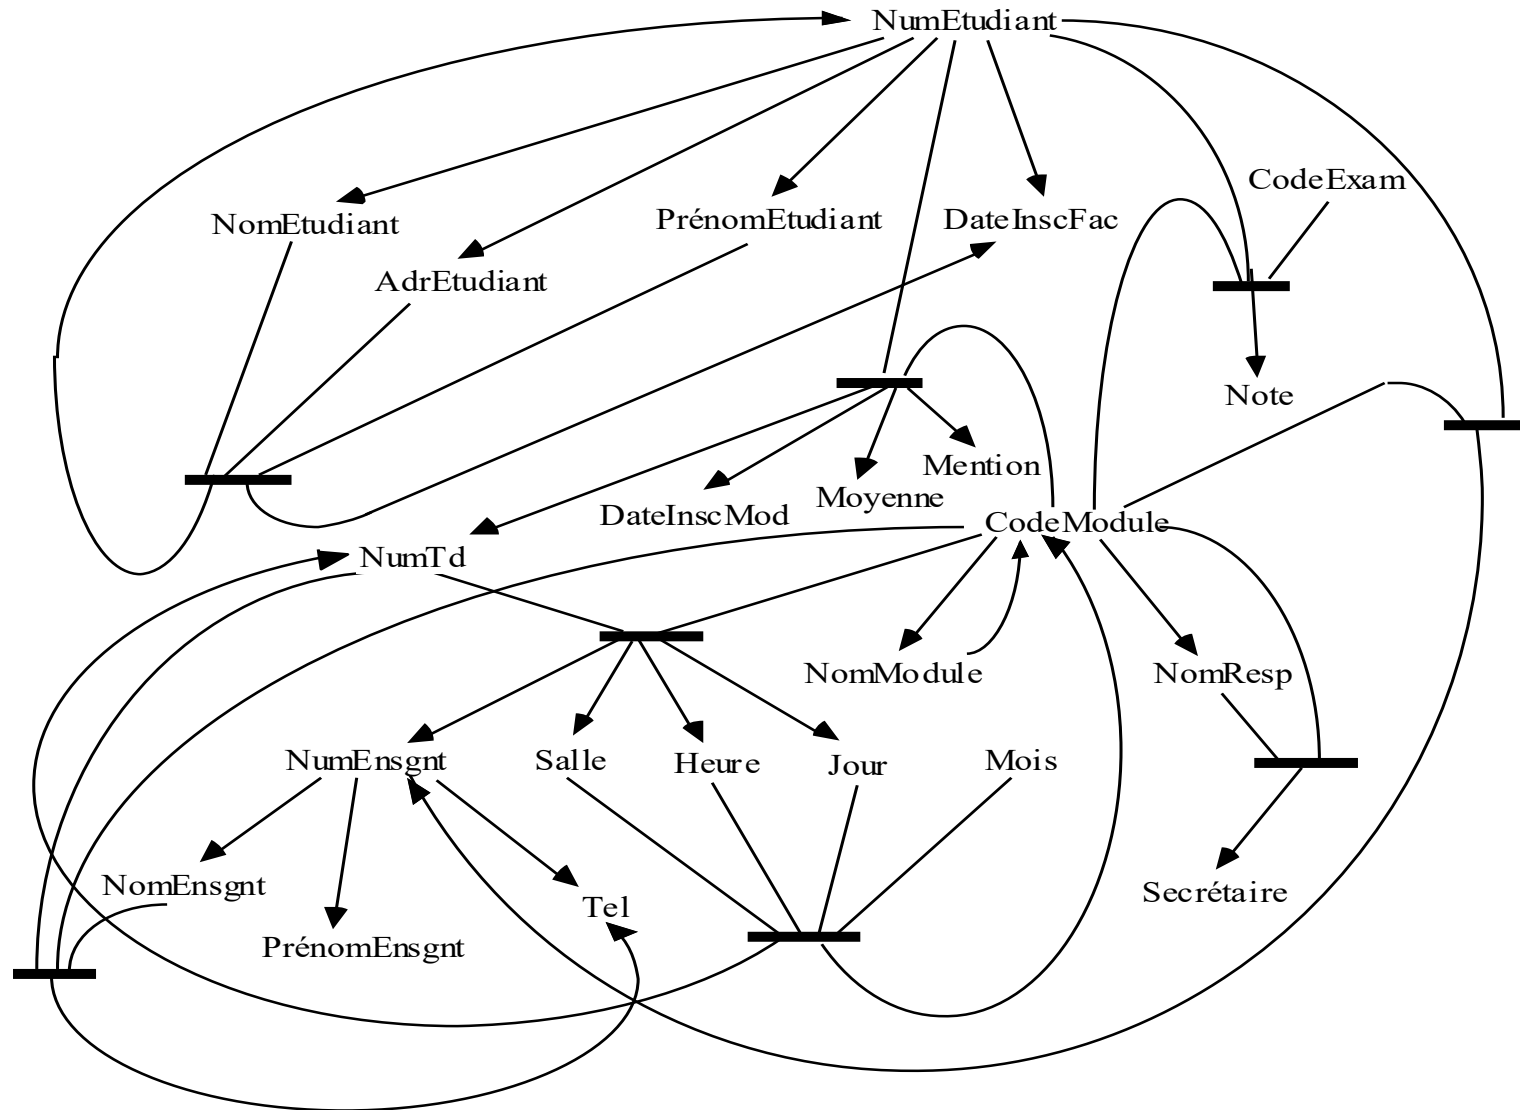 NumEtudiant
CodeExam
NomEtudiant
PrénomEtudiant
DateInscFac
AdrEtudiant
Note
Mention
Moyenne
DateInscMod
CodeModule
NumTd
NomModule
NomResp
NumEnsgnt
Salle
Heure
Jour
Mois
NomEnsgnt
Secrétaire
Tel
PrénomEnsgnt